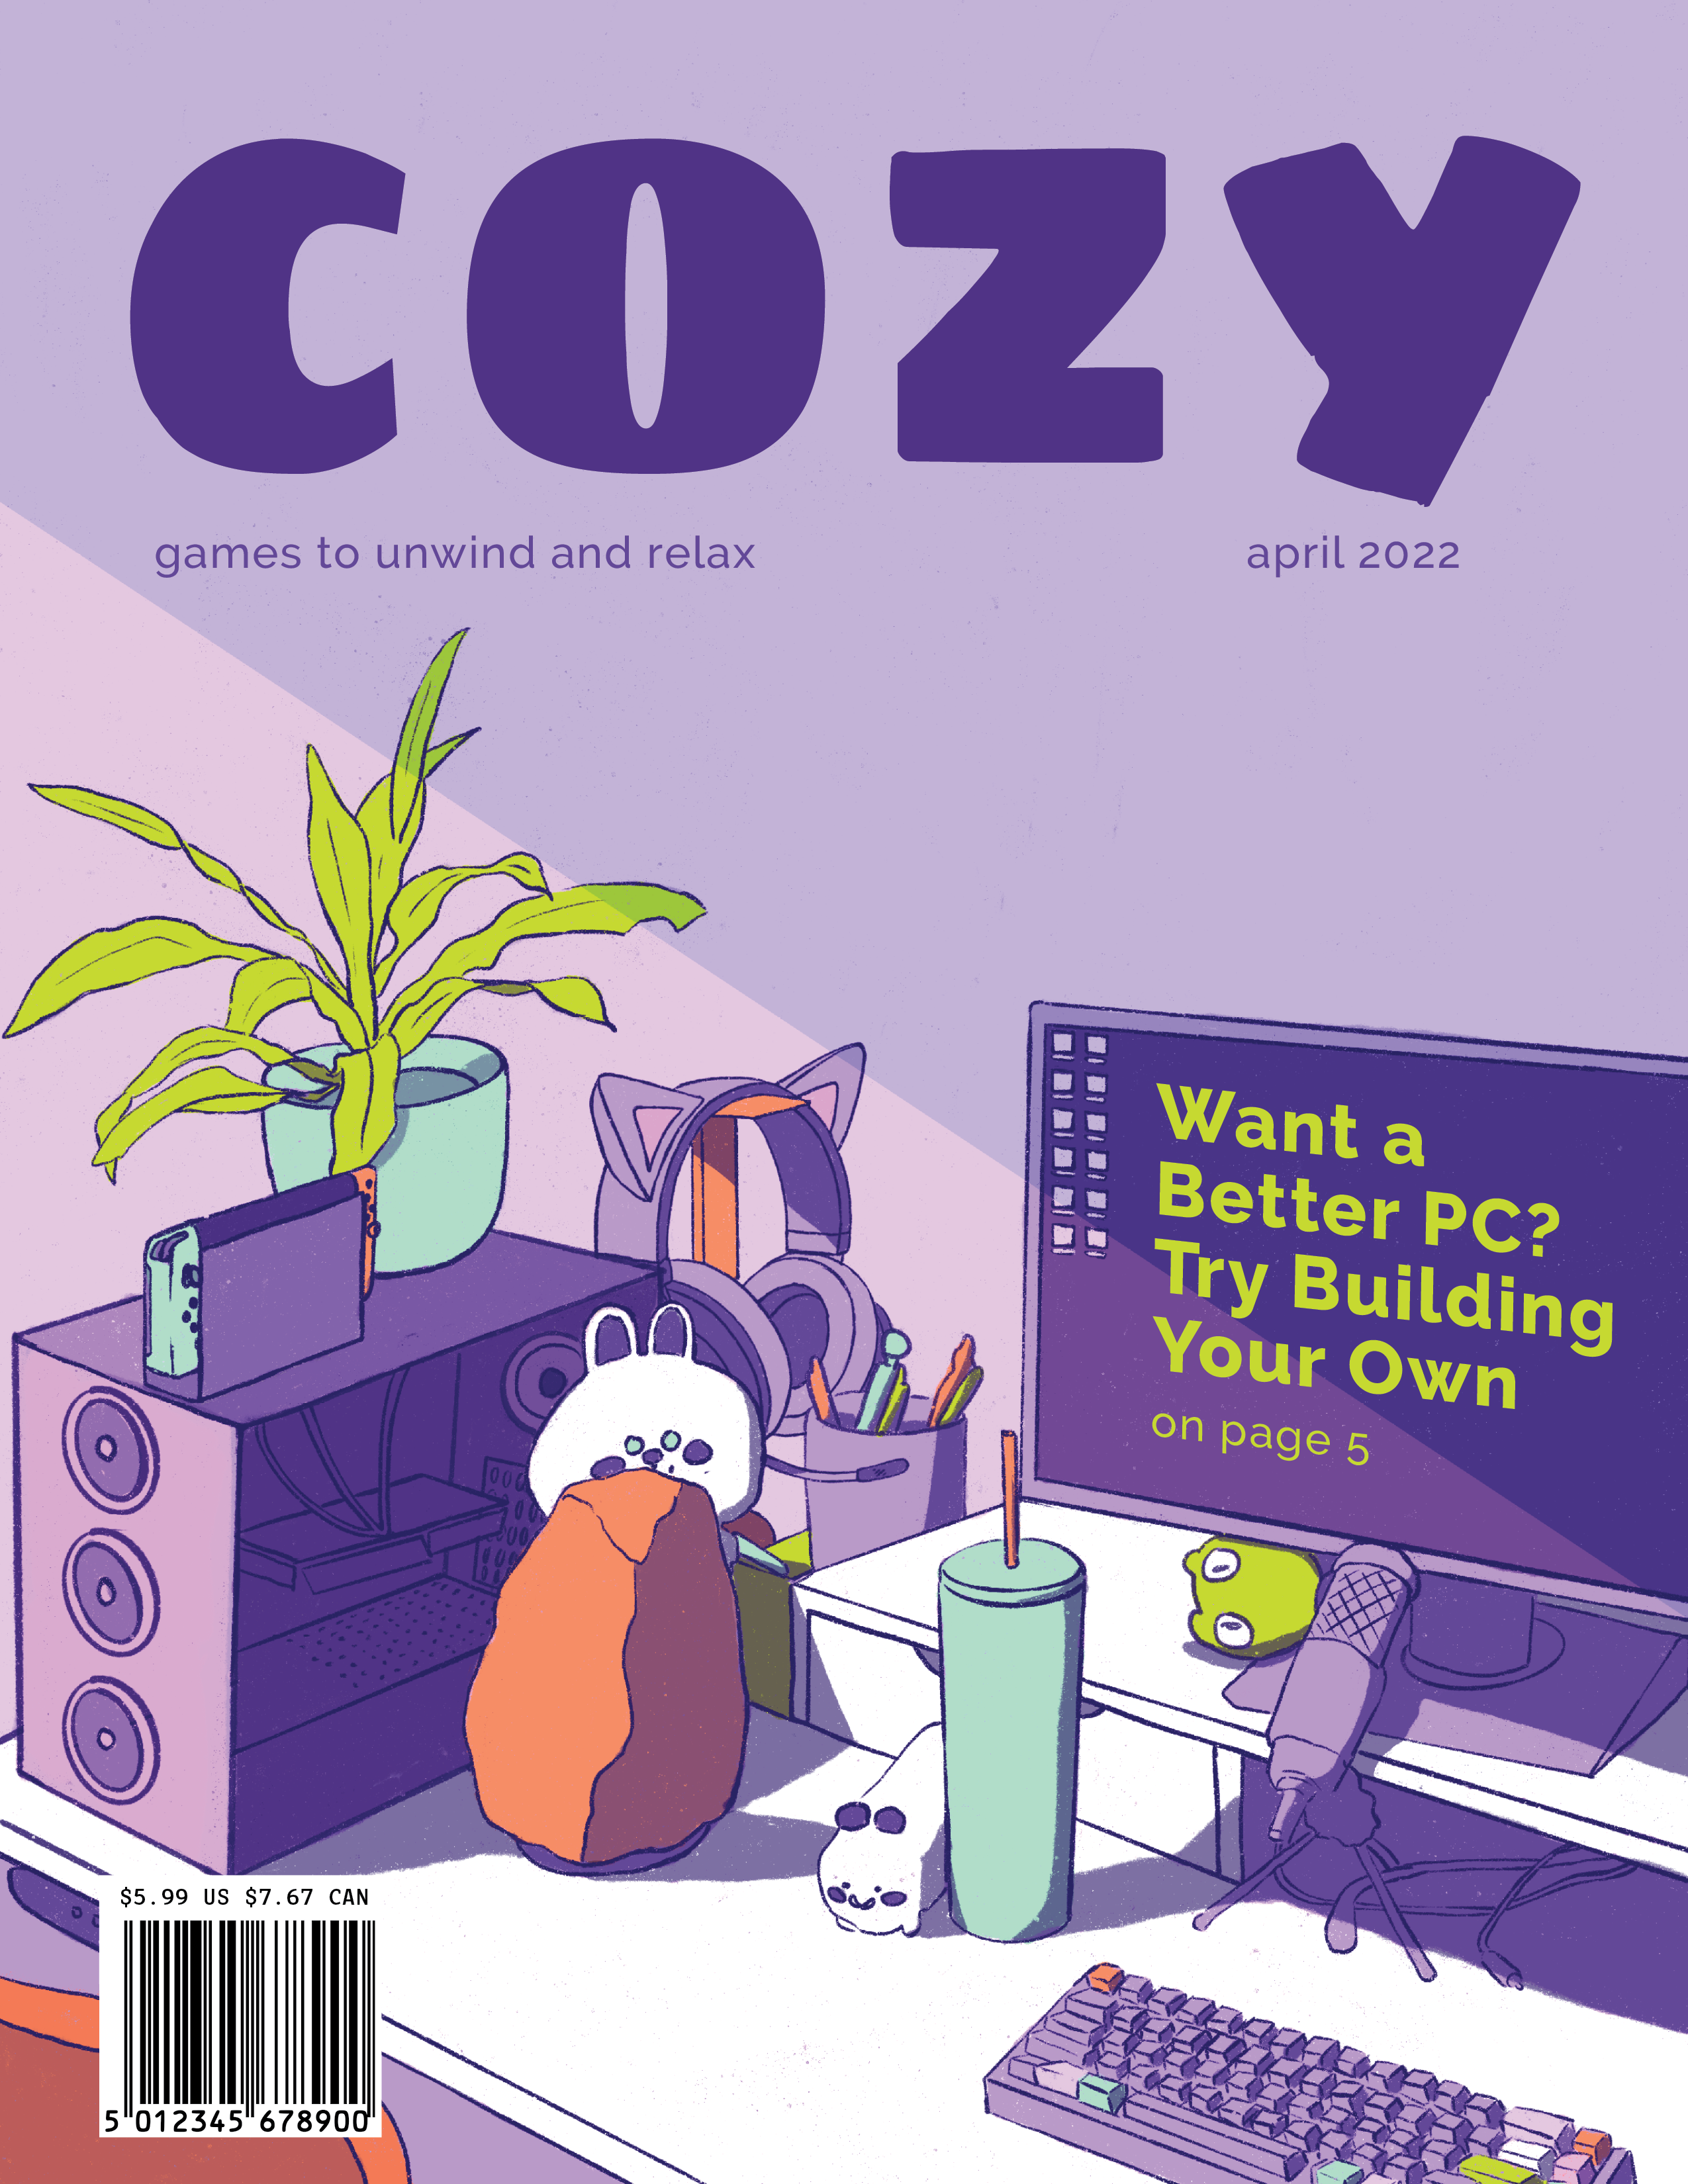 COZY
games to unwind and relax
april 2022
Want a
Better PC?
Try Building
Your Own
on page 5
$5.99 US $7.67 CAN
5 012345 678900